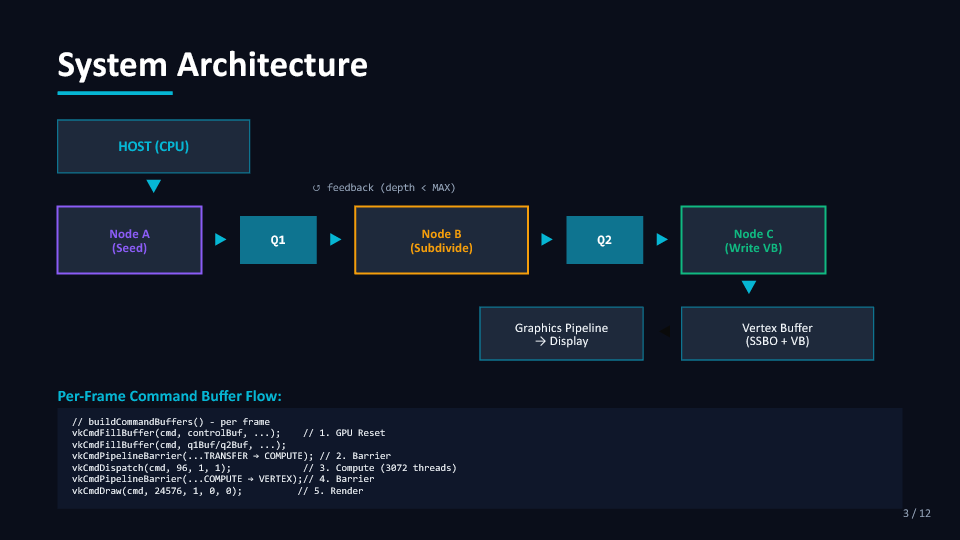 System Architecture
HOST (CPU)
↺ feedback (depth < MAX)
Node A
(Seed)
Q1
Node B
(Subdivide)
Q2
Node C
(Write VB)
Graphics Pipeline
→ Display
Vertex Buffer
(SSBO + VB)
Per-Frame Command Buffer Flow:
// buildCommandBuffers() - per frame
vkCmdFillBuffer(cmd, controlBuf, ...);    // 1. GPU Reset
vkCmdFillBuffer(cmd, q1Buf/q2Buf, ...);
vkCmdPipelineBarrier(...TRANSFER → COMPUTE); // 2. Barrier
vkCmdDispatch(cmd, 96, 1, 1);             // 3. Compute (3072 threads)
vkCmdPipelineBarrier(...COMPUTE → VERTEX);// 4. Barrier
vkCmdDraw(cmd, 24576, 1, 0, 0);          // 5. Render
3 / 12